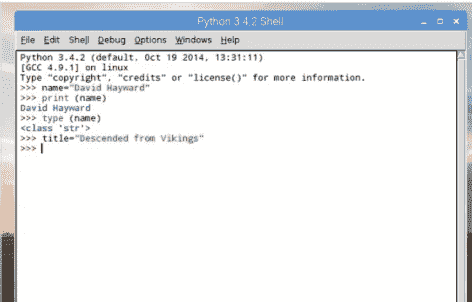 Python 3.4.2 Shell
File Edit Shell Debug Options Windows Help
Python 3.4.2 (default, Oct 19 2014, 13:31:11)
[GCC 4.9.1] on linux
Type "copyright", "credits" or "license()" for more information.
>>> name="David Hayward"
>>> print (name)
David Hayward
>>> type (name)
<class 'str'>
>>> title="Descended from Vikings"
>>>